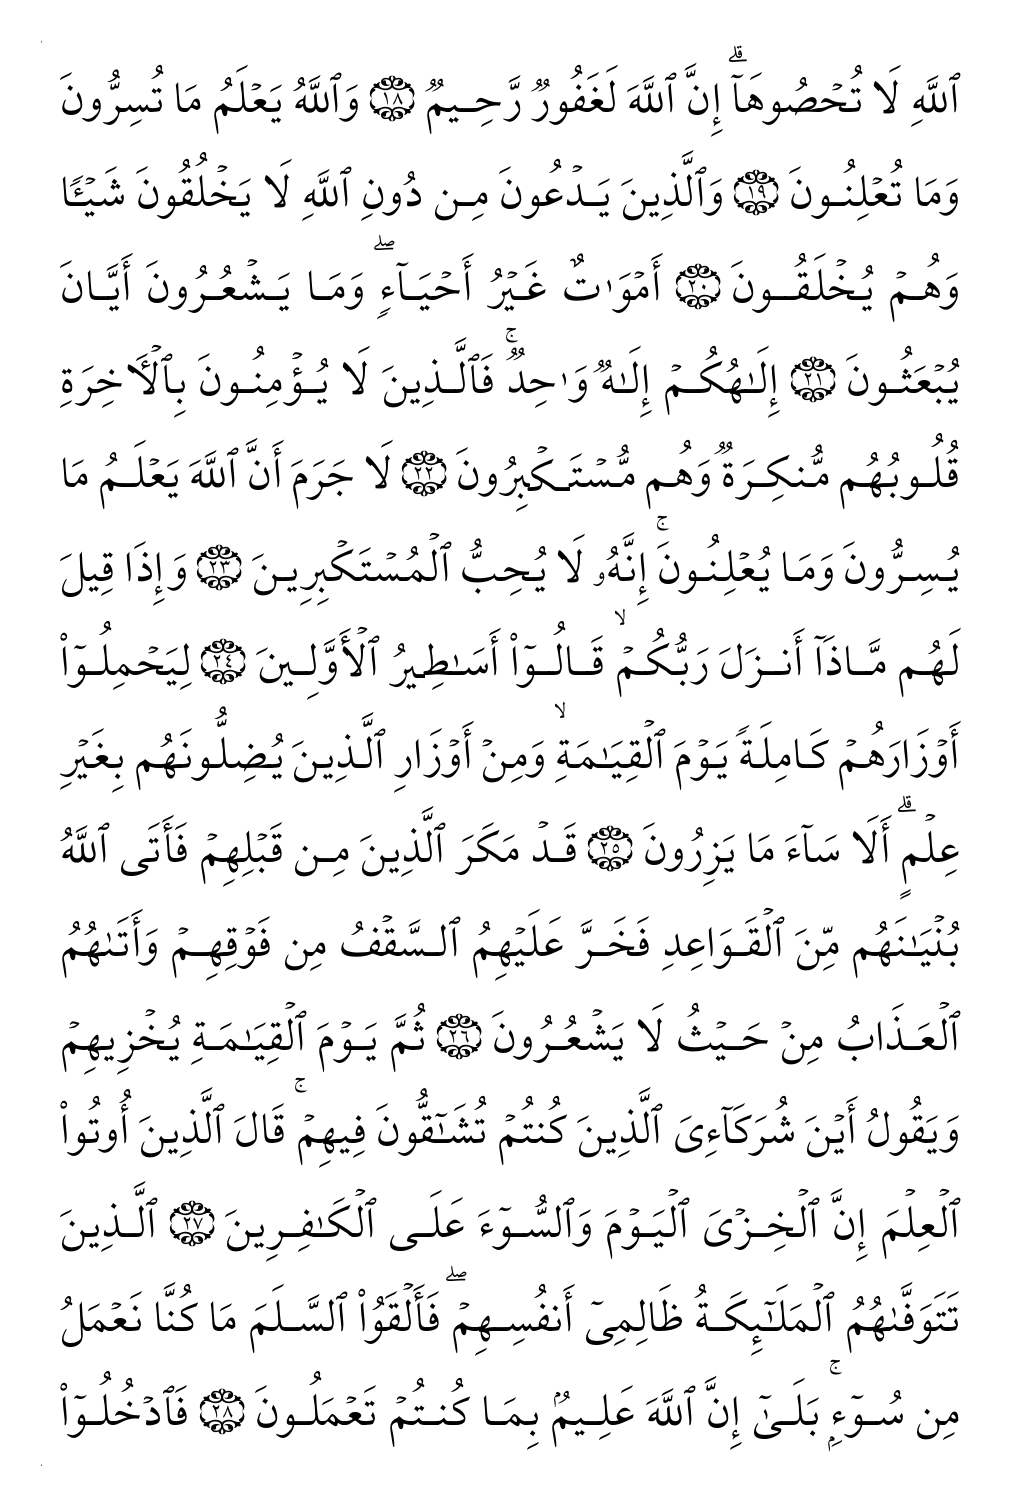 ٱللَّهِ لَا تُحۡصُوهَآۗ إِنَّ ٱللَّهَ لَغَفُورٞ رَّحِيمٞ ١٨ وَٱللَّهُ يَعۡلَمُ مَا تُسِرُّونَ
وَمَا تُعۡلِنُونَ ١٩ وَٱلَّذِينَ يَدۡعُونَ مِن دُونِ ٱللَّهِ لَا يَخۡلُقُونَ شَيۡـٔٗا
وَهُمۡ يُخۡلَقُونَ ٢٠ أَمۡوَٰتٌ غَيۡرُ أَحۡيَآءٖۖ وَمَا يَشۡعُرُونَ أَيَّانَ
يُبۡعَثُونَ ٢١ إِلَٰهُكُمۡ إِلَٰهٞ وَٰحِدٞۚ فَٱلَّذِينَ لَا يُؤۡمِنُونَ بِٱلۡأٓخِرَةِ
قُلُوبُهُم مُّنكِرَةٞ وَهُم مُّسۡتَكۡبِرُونَ ٢٢ لَا جَرَمَ أَنَّ ٱللَّهَ يَعۡلَمُ مَا
يُسِرُّونَ وَمَا يُعۡلِنُونَۚ إِنَّهُۥ لَا يُحِبُّ ٱلۡمُسۡتَكۡبِرِينَ ٢٣ وَإِذَا قِيلَ
لَهُم مَّاذَآ أَنزَلَ رَبُّكُمۡۙ قَالُوٓاْ أَسَٰطِيرُ ٱلۡأَوَّلِينَ ٢٤ لِيَحۡمِلُوٓاْ
أَوۡزَارَهُمۡ كَامِلَةٗ يَوۡمَ ٱلۡقِيَٰمَةِۙ وَمِنۡ أَوۡزَارِ ٱلَّذِينَ يُضِلُّونَهُم بِغَيۡرِ
عِلۡمٍۗ أَلَا سَآءَ مَا يَزِرُونَ ٢٥ قَدۡ مَكَرَ ٱلَّذِينَ مِن قَبۡلِهِمۡ فَأَتَى ٱللَّهُ
بُنۡيَٰنَهُم مِّنَ ٱلۡقَوَاعِدِ فَخَرَّ عَلَيۡهِمُ ٱلسَّقۡفُ مِن فَوۡقِهِمۡ وَأَتَىٰهُمُ
ٱلۡعَذَابُ مِنۡ حَيۡثُ لَا يَشۡعُرُونَ ٢٦ ثُمَّ يَوۡمَ ٱلۡقِيَٰمَةِ يُخۡزِيهِمۡ
وَيَقُولُ أَيۡنَ شُرَكَآءِيَ ٱلَّذِينَ كُنتُمۡ تُشَٰٓقُّونَ فِيهِمۡۚ قَالَ ٱلَّذِينَ أُوتُواْ
ٱلۡعِلۡمَ إِنَّ ٱلۡخِزۡيَ ٱلۡيَوۡمَ وَٱلسُّوٓءَ عَلَى ٱلۡكَٰفِرِينَ ٢٧ ٱلَّذِينَ
تَتَوَفَّىٰهُمُ ٱلۡمَلَٰٓئِكَةُ ظَالِمِيٓ أَنفُسِهِمۡۖ فَأَلۡقَوُاْ ٱلسَّلَمَ مَا كُنَّا نَعۡمَلُ
مِن سُوٓءِۭۚ بَلَىٰٓ إِنَّ ٱللَّهَ عَلِيمُۢ بِمَا كُنتُمۡ تَعۡمَلُونَ ٢٨ فَٱدۡخُلُوٓاْ